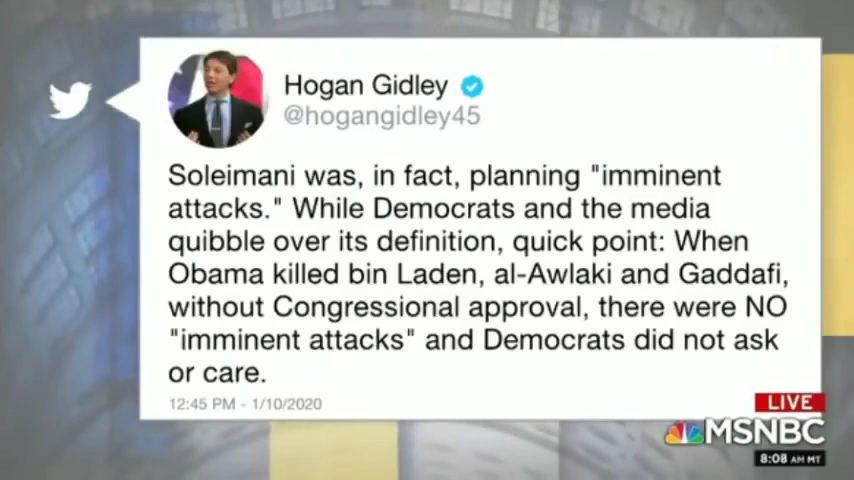 Hogan Gidley
@hogangidley45
Soleimani was, in fact, planning "imminent
attacks." While Democrats and the media
quibble over its definition, quick point: When
Obama killed bin Laden, al-Awlaki and Gaddafi,
without Congressional approval, there were NO
"imminent attacks" and Democrats did not ask
or care.
12:45 PM - 1/10/2020
LIVE
MSNBC
8:08 AM MT